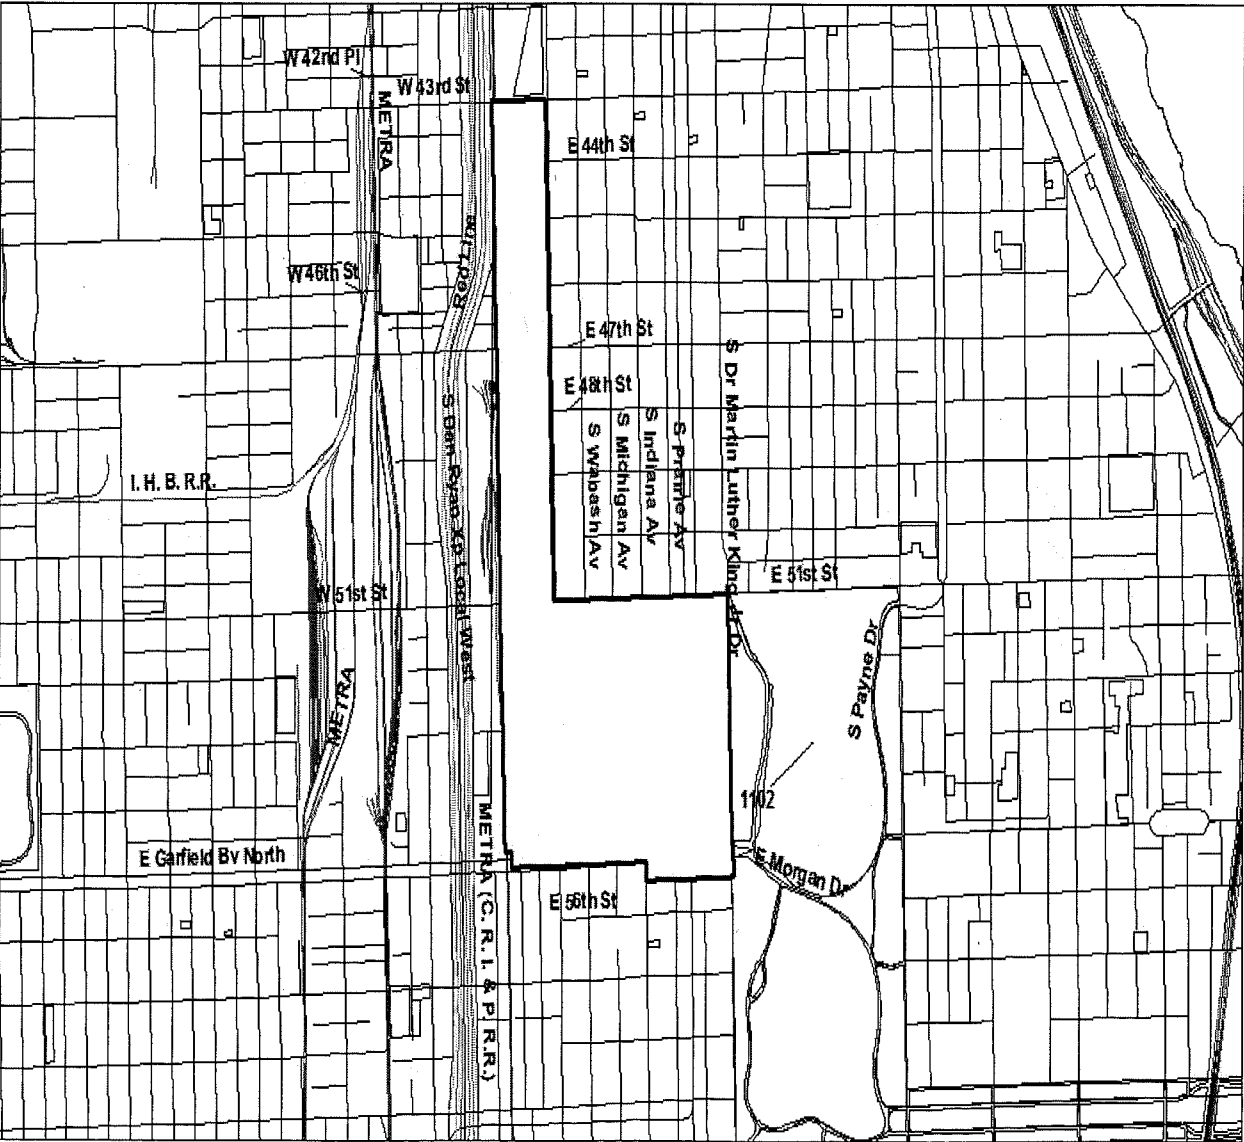 W 42nd Pl
W 43rd St
METRA
E 44th St
Red Line
W 46th St
E 47th St
E 48th St
S Dr Martin Luther King Jr Dr
S Dan Ryan Xp Local West
S Wabash Av
S Michigan Av
S Indiana Av
S Prairie Av
I. H. B. R.R.
W 51st St
E 51st St
S Payne Dr
METRA
1102
METRA (C. R. I. & P. R.R.)
E Garfield Bv North
E Morgan Dr
E 56th St